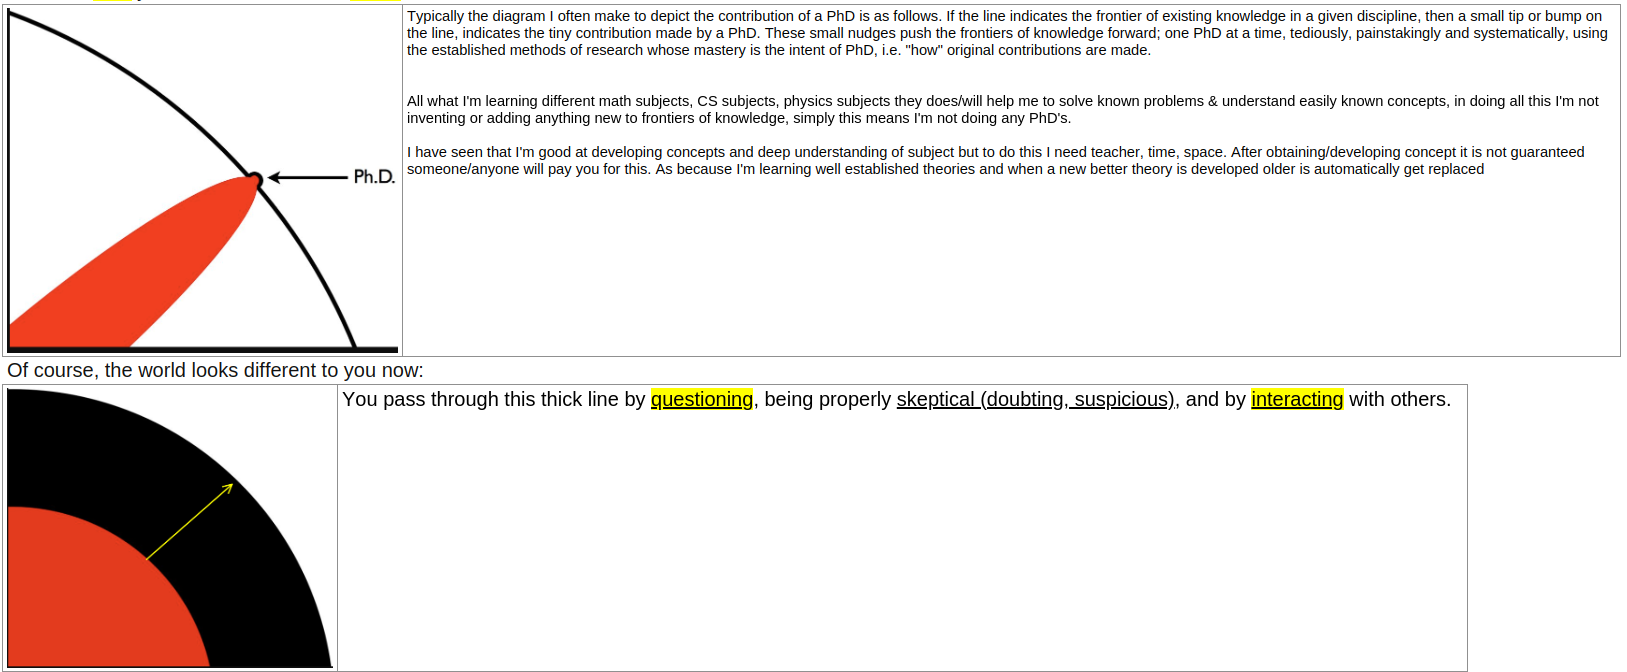 Typically the diagram I often make to depict the contribution of a PhD is as follows. If the line indicates the frontier of existing knowledge in a given discipline, then a small tip or bump on
the line, indicates the tiny contribution made by a PhD. These small nudges push the frontiers of knowledge forward; one PhD at a time, tediously, painstakingly and systematically, using
the established methods of research whose mastery is the intent of PhD, i.e. "how" original contributions are made.
All what I'm learning different math subjects, CS subjects, physics subjects they does/will help me to solve known problems & understand easily known concepts, in doing all this I'm not
inventing or adding anything new to frontiers of knowledge, simply this means I'm not doing any PhD's.
I have seen that I'm good at developing concepts and deep understanding of subject but to do this I need teacher, time, space. After obtaining/developing concept it is not guaranteed
someone/anyone will pay you for this. As because I'm learning well established theories and when a new better theory is developed older is automatically get replaced
Ph.D.
Of course, the world looks different to you now:
You pass through this thick line by questioning, being properly skeptical (doubting, suspicious), and by interacting with others.